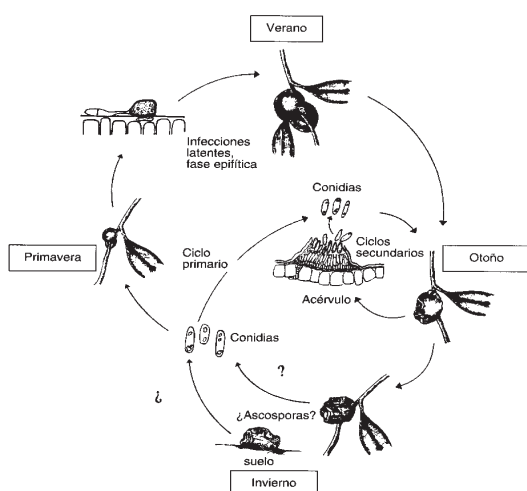 Verano
Infecciones
latentes,
fase epifítica
Conidias
Primavera
Ciclo
primario
Ciclos
secundarios
Otoño
Acérvulo
Conidias
?
¿
¿Ascosporas?
suelo
Invierno